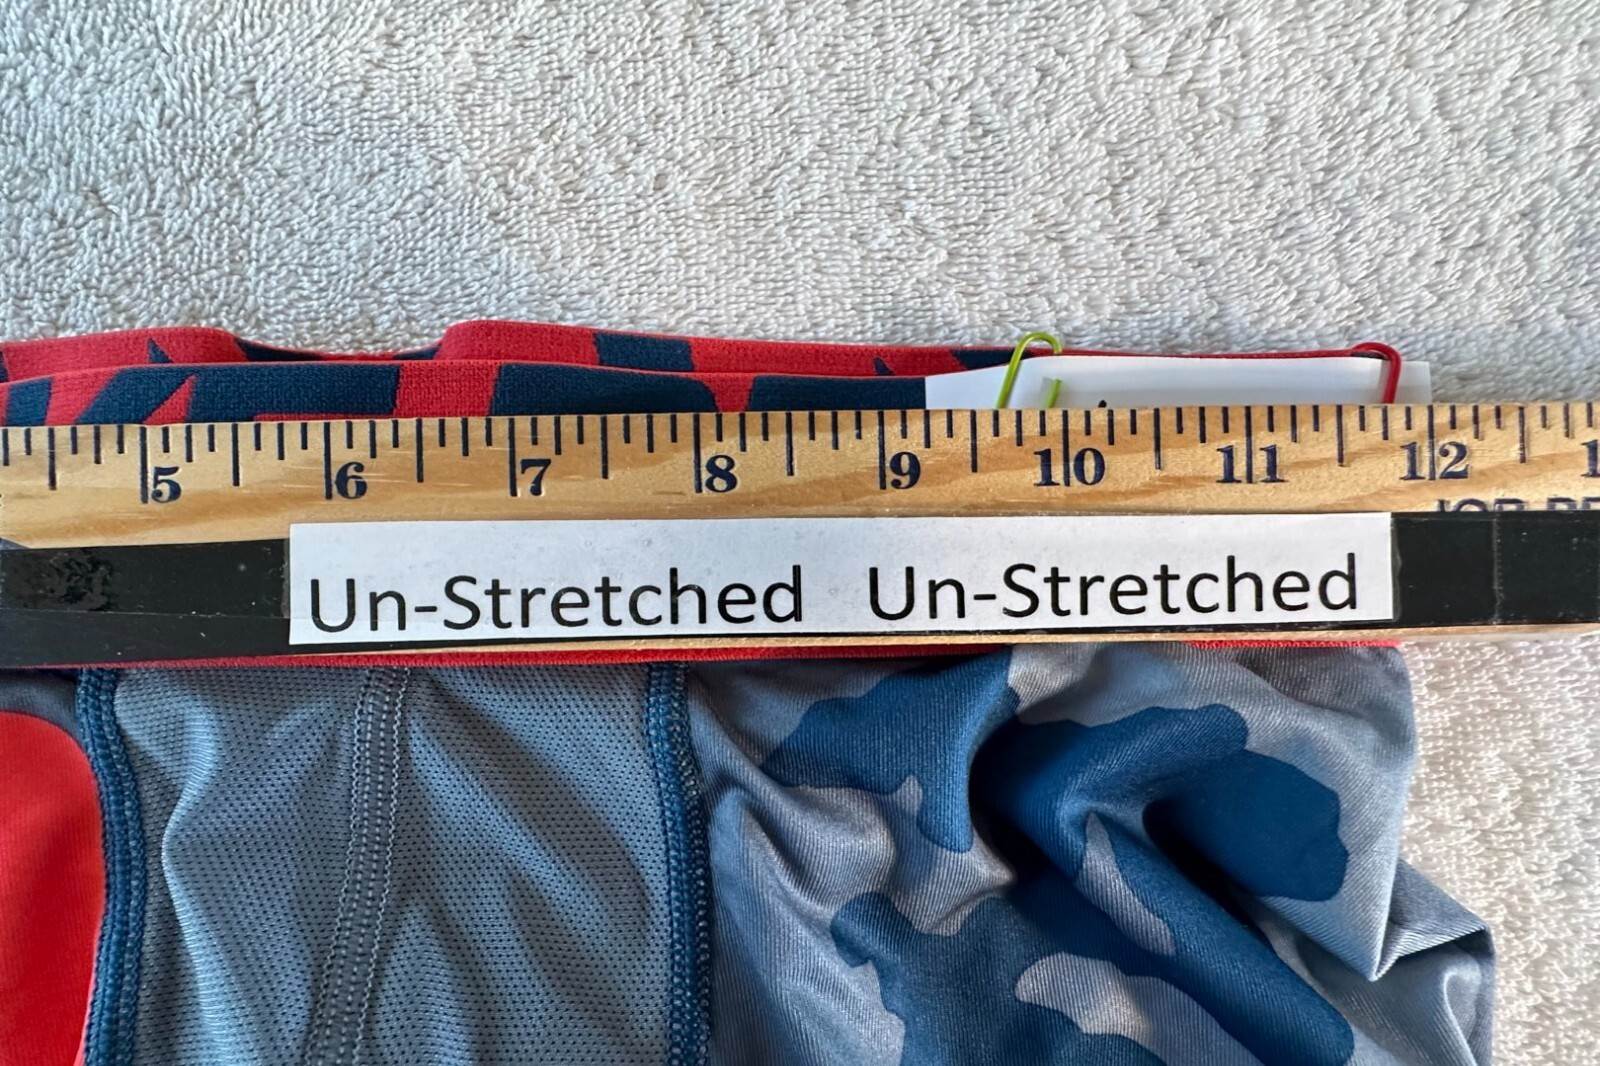 5 6 7 8 9 10 11 12
Un-Stretched Un-Stretched